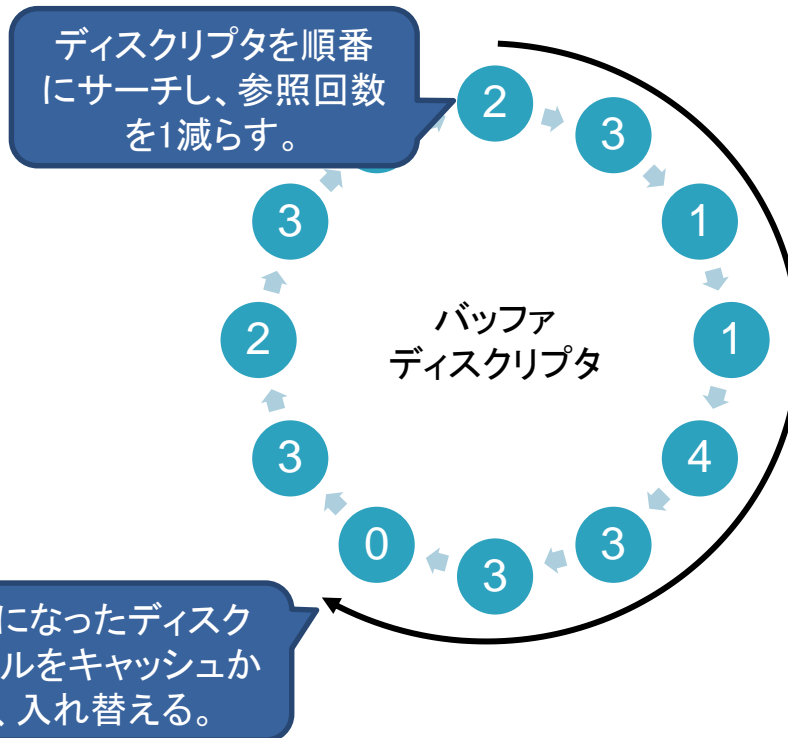 ディスクリプタを順番
にサーチし、参照回数
を1減らす。
2
3
1
1
4
3
3
0
3
2
3
バッファ
ディスクリプタ
になったディスク
ルをキャッシュか
、入れ替える。